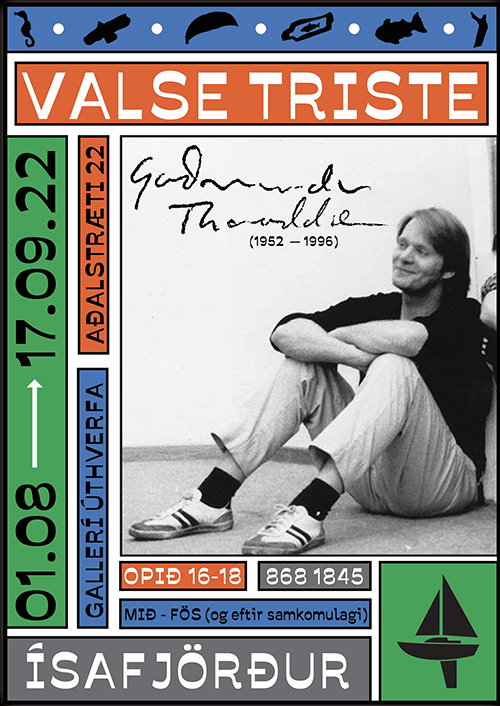 VALSE TRISTE
01.08 → 17.09.22
AÐALSTRÆTI 22
GALLERÍ ÚTHVERFA
(1952 – 1996)
OPIÐ 16-18
868 1845
MIÐ - FÖS (og eftir samkomulagi)
ÍSAFJÖRÐUR